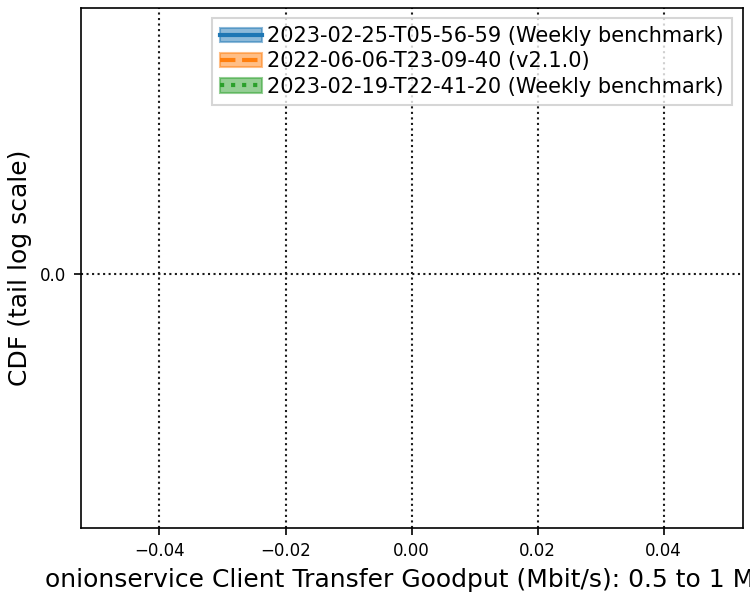 2023-02-25-T05-56-59 (Weekly benchmark)
2022-06-06-T23-09-40 (v2.1.0)
2023-02-19-T22-41-20 (Weekly benchmark)
CDF (tail log scale)
0.0
−0.04 −0.02 0.00 0.02 0.04
onionservice Client Transfer Goodput (Mbit/s): 0.5 to 1 M